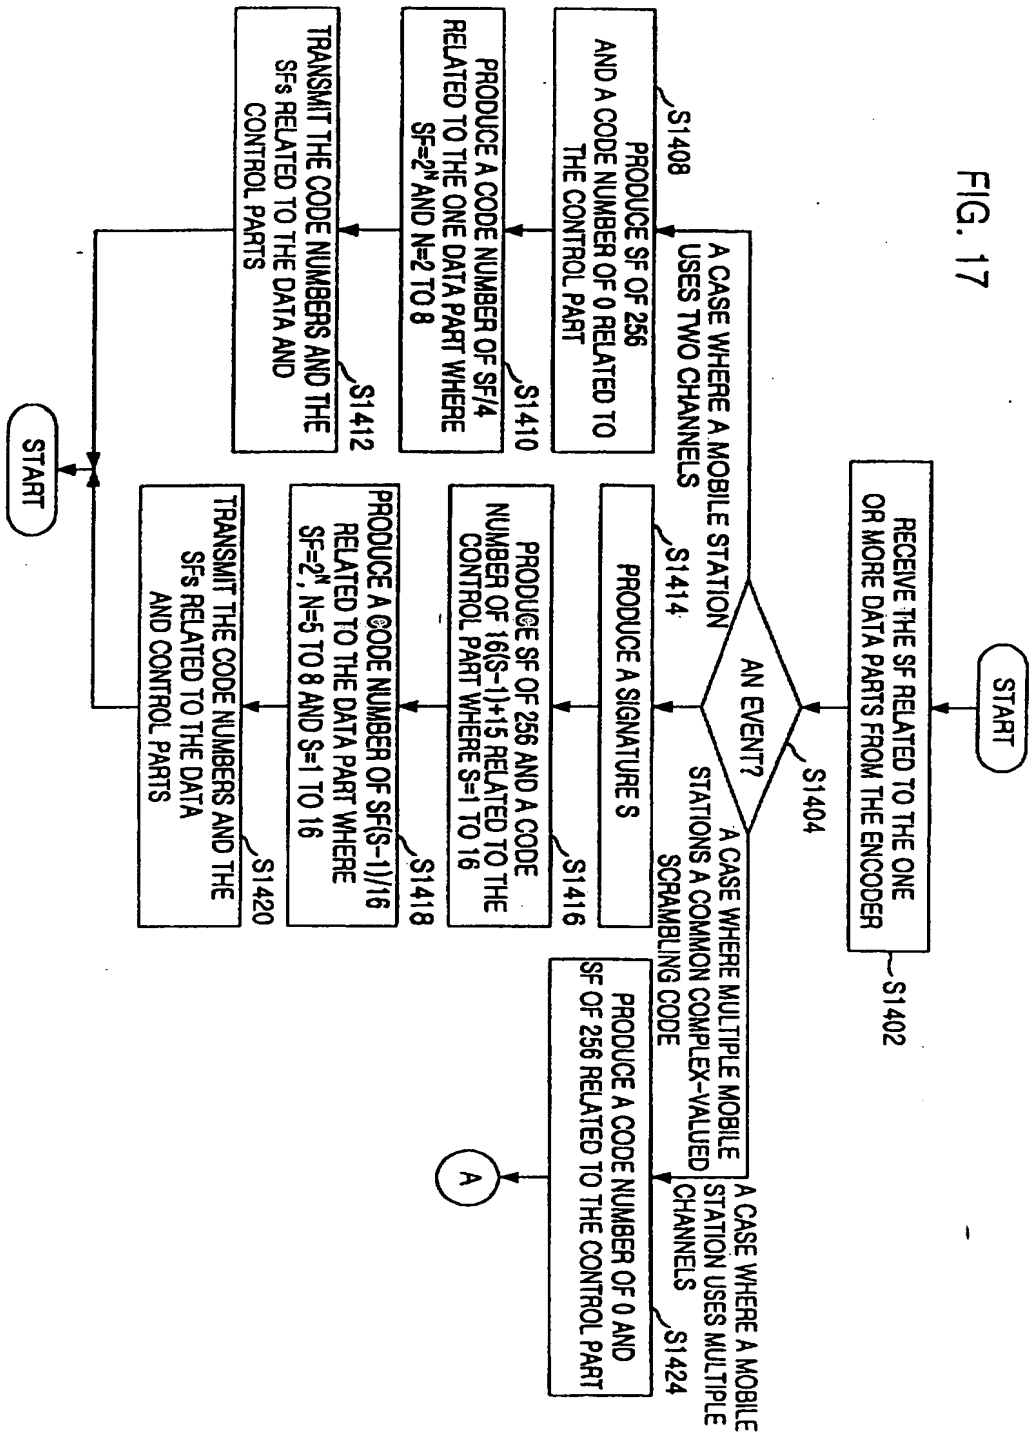 FIG. 17
START
RECEIVE THE SF RELATED TO THE ONE
OR MORE DATA PARTS FROM THE ENCODER
S1402
S1404
AN EVENT?
A CASE WHERE A MOBILE STATION
USES TWO CHANNELS
S1408
PRODUCE SF OF 256
AND A CODE NUMBER OF 0 RELATED TO
THE CONTROL PART
S1410
PRODUCE A CODE NUMBER OF SF/4
RELATED TO THE ONE DATA PART WHERE
SF=2^N AND N=2 TO 8
S1412
TRANSMIT THE CODE NUMBERS AND THE
SFs RELATED TO THE DATA AND
CONTROL PARTS
A CASE WHERE MULTIPLE MOBILE
STATIONS A COMMON COMPLEX-VALUED
SCRAMBLING CODE
S1414
PRODUCE A SIGNATURE S
S1416
PRODUCE SF OF 256 AND A CODE
NUMBER OF 16(S-1)+15 RELATED TO THE
CONTROL PART WHERE S=1 TO 16
S1418
PRODUCE A CODE NUMBER OF SF(S-1)/16
RELATED TO THE DATA PART WHERE
SF=2^N, N=5 TO 8 AND S=1 TO 16
S1420
TRANSMIT THE CODE NUMBERS AND THE
SFs RELATED TO THE DATA
AND CONTROL PARTS
A CASE WHERE A MOBILE
STATION USES MULTIPLE
CHANNELS
S1424
PRODUCE A CODE NUMBER OF 0 AND
SF OF 256 RELATED TO THE CONTROL PART
A
START